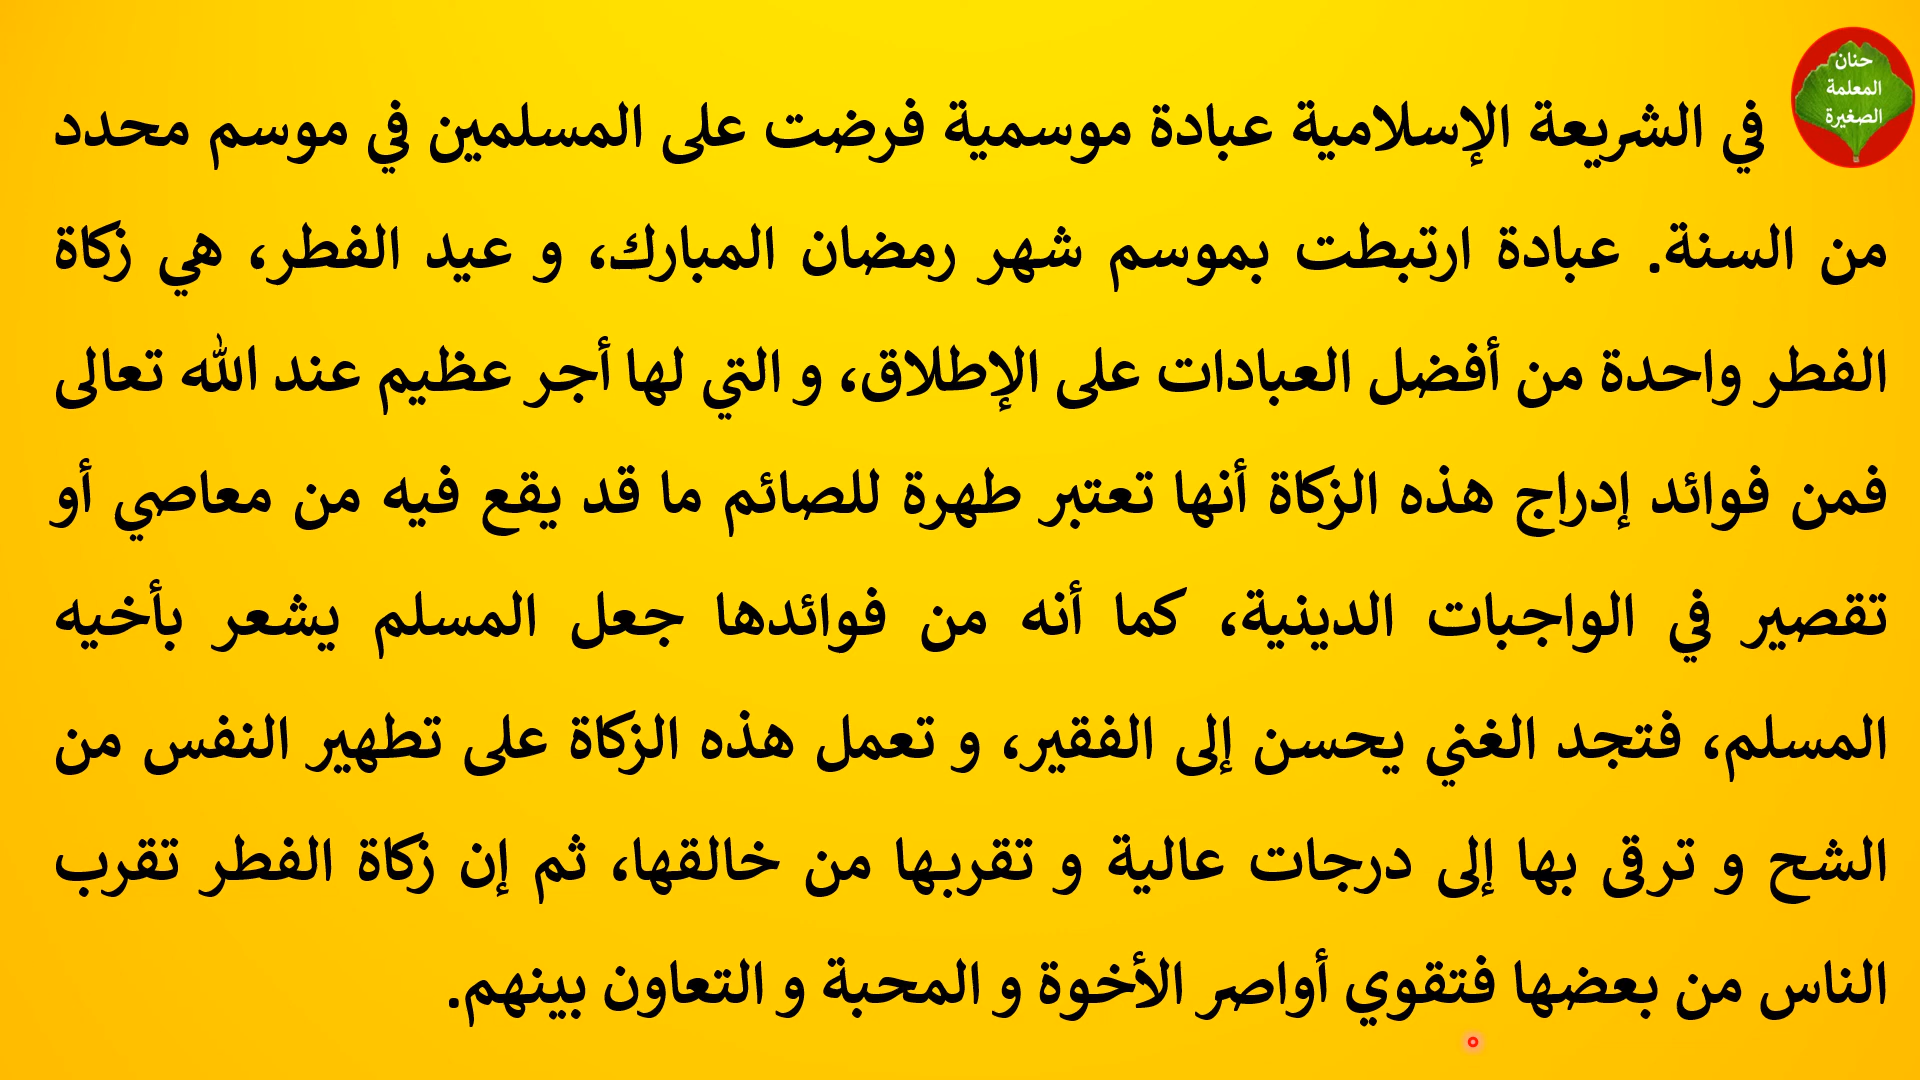 حنان
المعلمة
الصغيرة
في الشريعة الإسلامية عبادة موسمية فرضت على المسلمين في موسم محدد
من السنة. عبادة ارتبطت بموسم شهر رمضان المبارك، و عيد الفطر، هي زكاة
الفطر واحدة من أفضل العبادات على الإطلاق، و التي لها أجر عظيم عند الله تعالى
فمن فوائد إدراج هذه الزكاة أنها تعتبر طهرة للصائم ما قد يقع فيه من معاصي أو
تقصير في الواجبات الدينية، كما أنه من فوائدها جعل المسلم يشعر بأخيه
المسلم، فتجد الغني يحسن إلى الفقير، و تعمل هذه الزكاة على تطهير النفس من
الشح و ترقى بها إلى درجات عالية و تقربها من خالقها، ثم إن زكاة الفطر تقرب
الناس من بعضها فتقوي أواصر الأخوة و المحبة و التعاون بينهم.